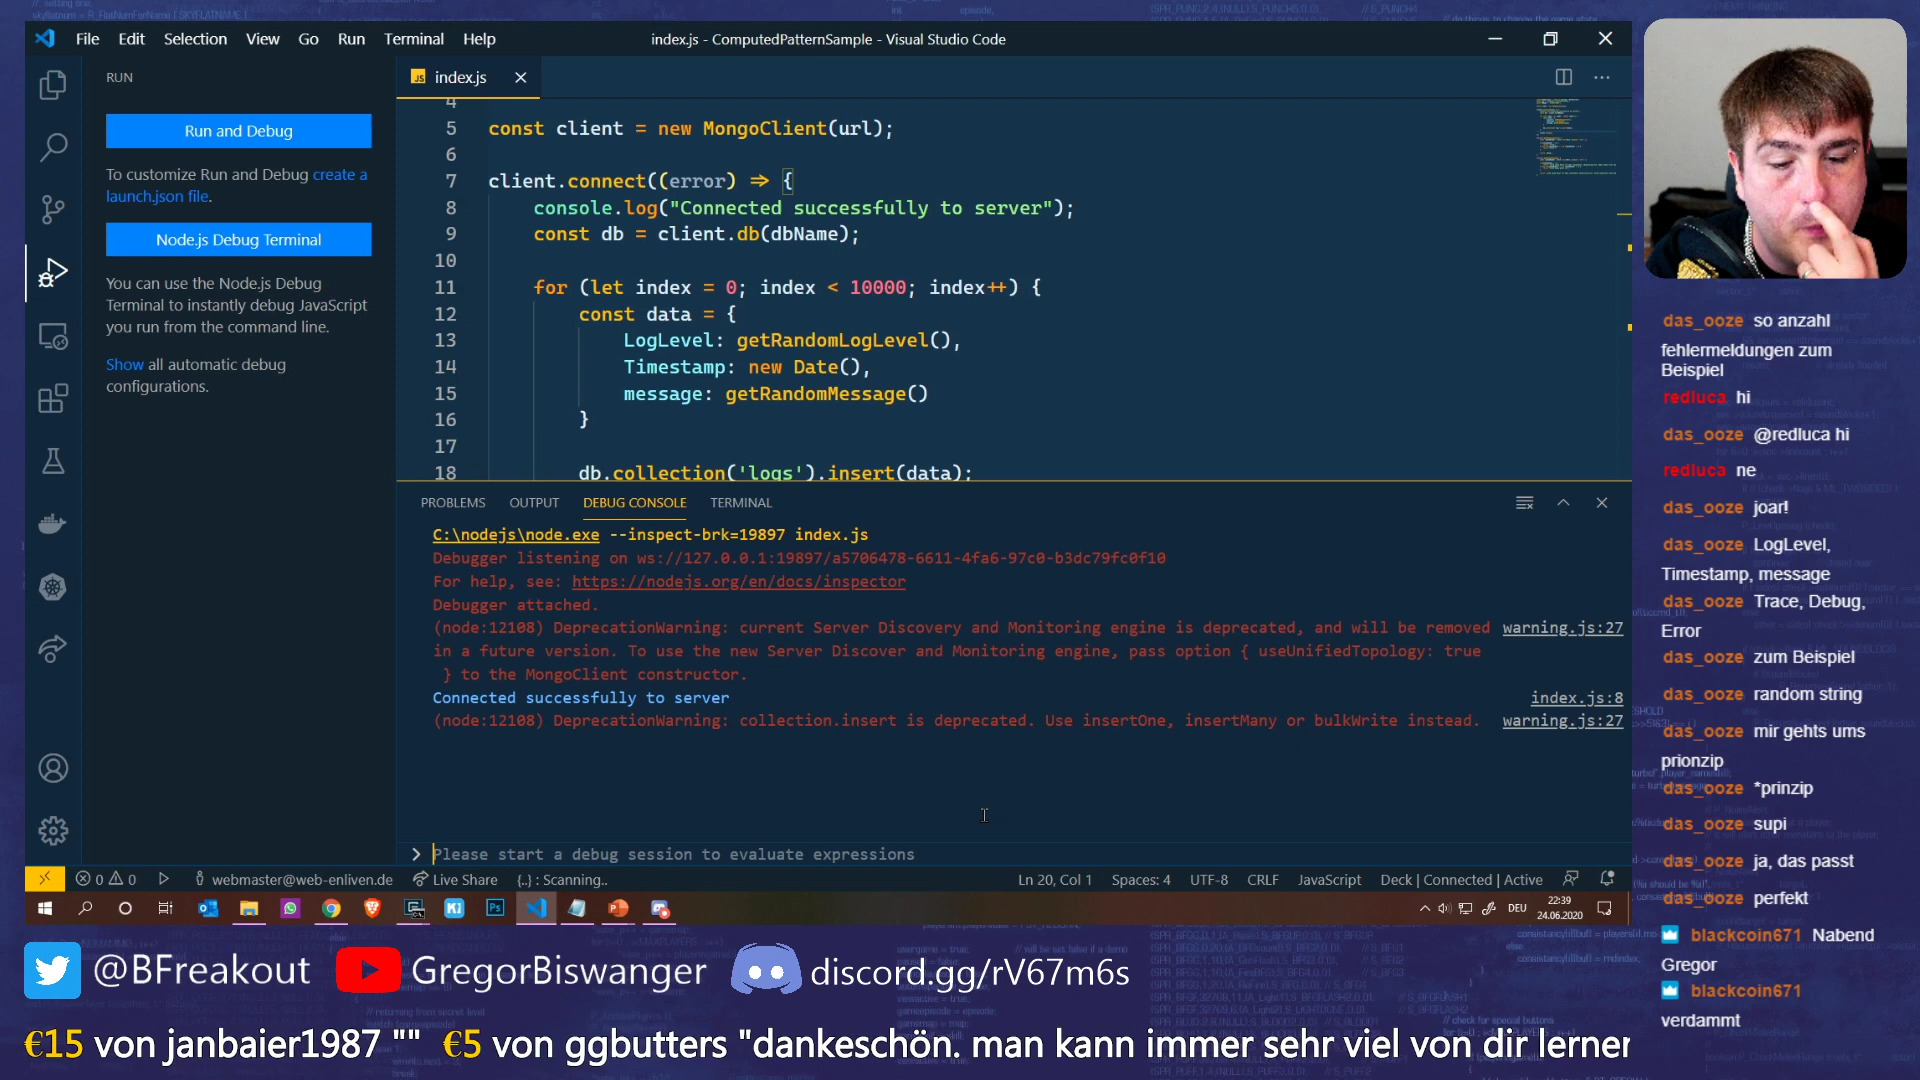 File Edit Selection View Go Run Terminal Help
index.js - ComputedPatternSample - Visual Studio Code
RUN
Run and Debug
To customize Run and Debug create a
launch.json file.
Node.js Debug Terminal
You can use the Node.js Debug
Terminal to instantly debug JavaScript
you run from the command line.
Show all automatic debug
configurations.
JS index.js
4
5 const client = new MongoClient(url);
6
7 client.connect((error) => {
8 console.log("Connected successfully to server");
9 const db = client.db(dbName);
10
11 for (let index = 0; index < 10000; index++) {
12 const data = {
13 LogLevel: getRandomLogLevel(),
14 Timestamp: new Date(),
15 message: getRandomMessage()
16 }
17
18 db.collection('logs').insert(data);
PROBLEMS OUTPUT DEBUG CONSOLE TERMINAL
C:\nodejs\node.exe --inspect-brk=19897 index.js
Debugger listening on ws://127.0.0.1:19897/a5706478-6611-4fa6-97c0-b3dc79fc0f10
For help, see: https://nodejs.org/en/docs/inspector
Debugger attached.
(node:12108) DeprecationWarning: current Server Discovery and Monitoring engine is deprecated, and will be removed warning.js:27
in a future version. To use the new Server Discover and Monitoring engine, pass option { useUnifiedTopology: true
} to the MongoClient constructor.
Connected successfully to server index.js:8
(node:12108) DeprecationWarning: collection.insert is deprecated. Use insertOne, insertMany or bulkWrite instead. warning.js:27
Please start a debug session to evaluate expressions
0 0 webmaster@web-enliven.de Live Share {..} : Scanning.. Ln 20, Col 1 Spaces: 4 UTF-8 CRLF JavaScript Deck | Connected | Active
DEU 22:39
24.06.2020
das_ooze so anzahl
fehlermeldungen zum
Beispiel
redluca hi
das_ooze @redluca hi
redluca ne
das_ooze joar!
das_ooze LogLevel,
Timestamp, message
das_ooze Trace, Debug,
Error
das_ooze zum Beispiel
das_ooze random string
das_ooze mir gehts ums
prionzip
das_ooze *prinzip
das_ooze supi
das_ooze ja, das passt
das_ooze perfekt
blackcoin671 Nabend
Gregor
blackcoin671
verdammt
@BFreakout GregorBiswanger discord.gg/rV67m6s
€15 von janbaier1987 "" €5 von ggbutters "dankeschön. man kann immer sehr viel von dir lerner